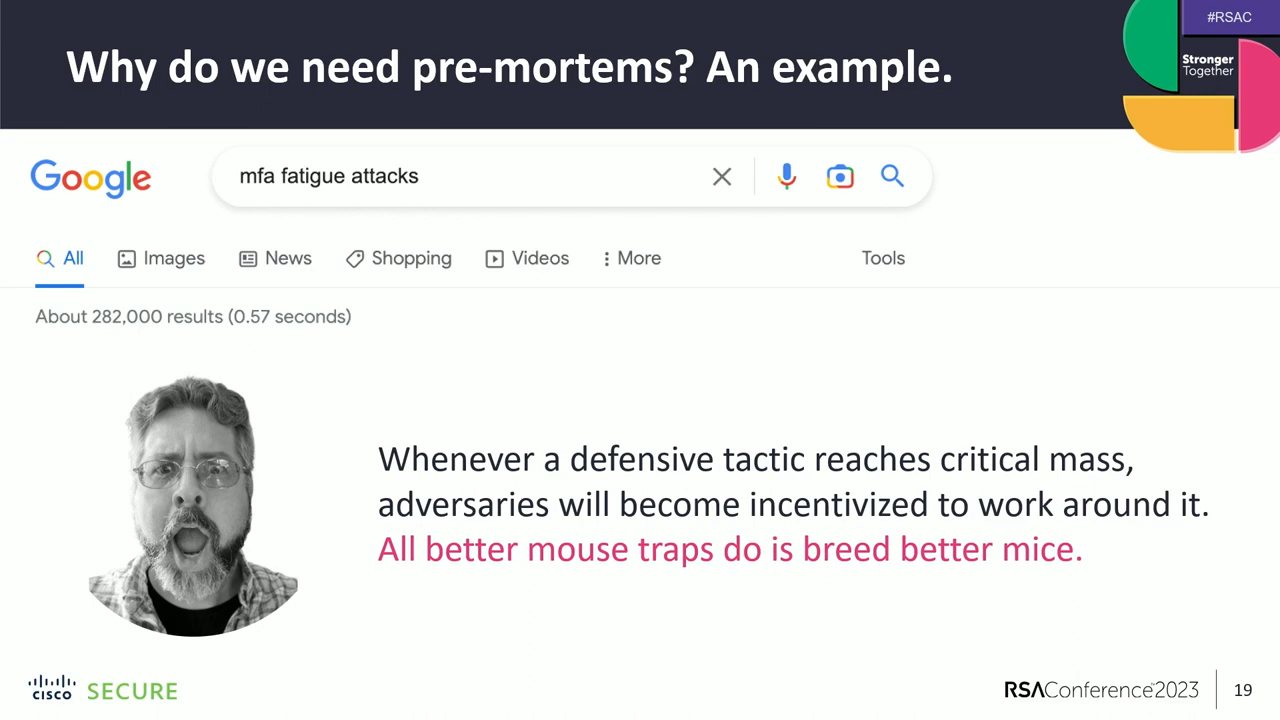 Why do we need pre-mortems? An example.
#RSAC
Stronger
Together
Google
mfa fatigue attacks
All
Images
News
Shopping
Videos
More
Tools
About 282,000 results (0.57 seconds)
Whenever a defensive tactic reaches critical mass,
adversaries will become incentivized to work around it.
All better mouse traps do is breed better mice.
CISCO SECURE
RSAConference™2023
19